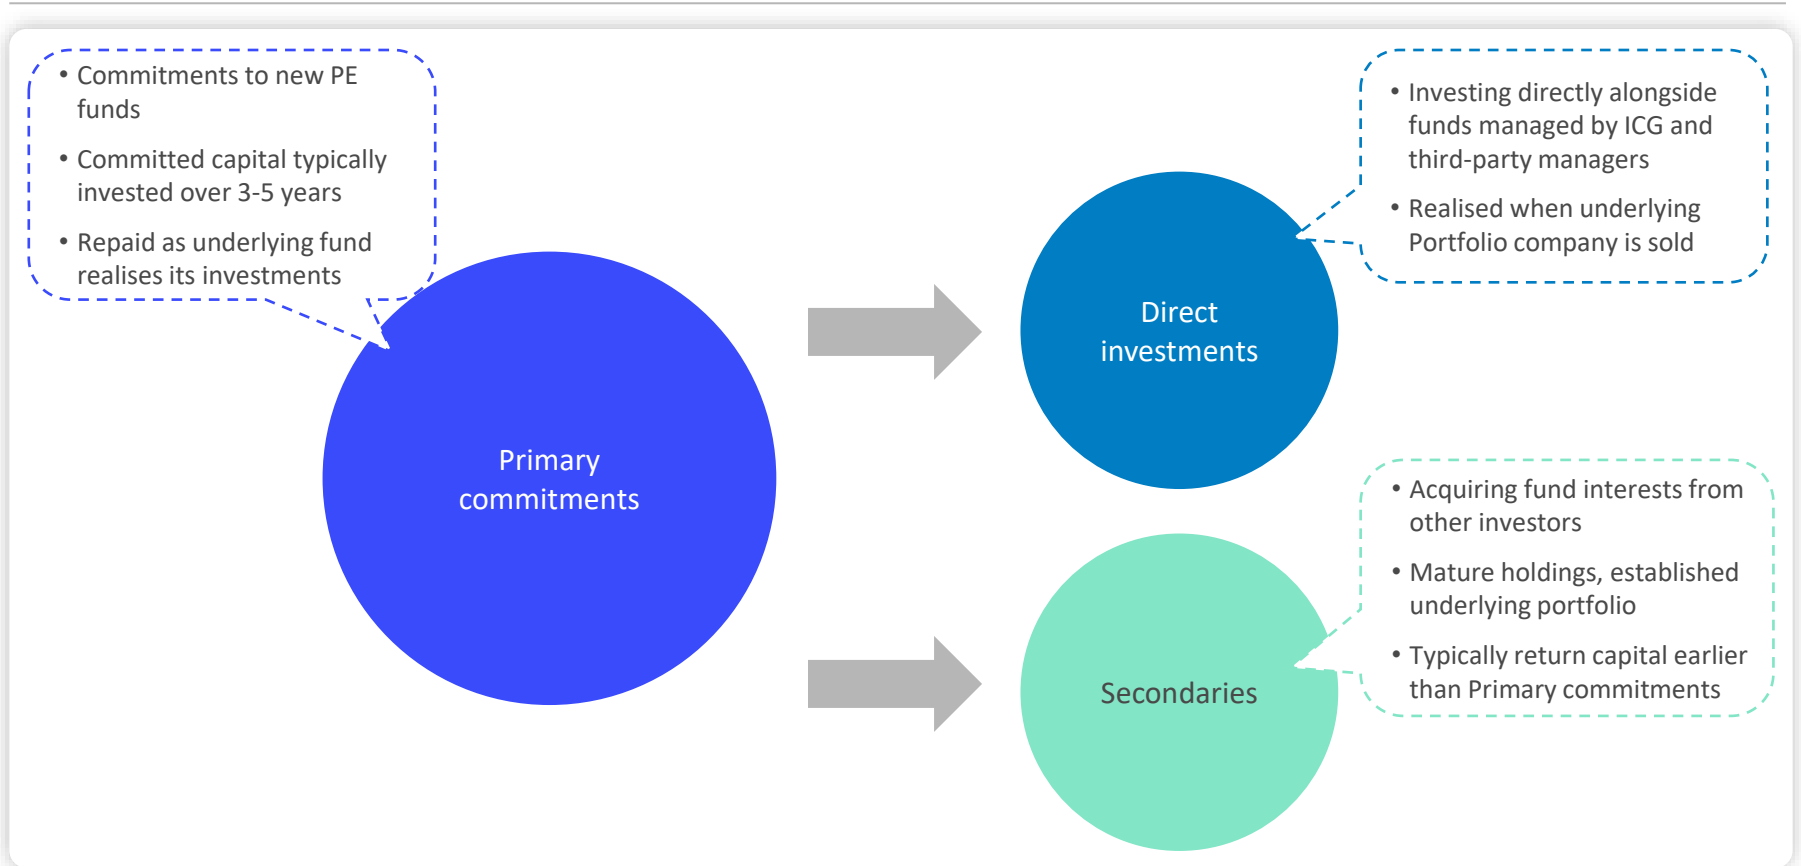 • Commitments to new PE
funds
• Committed capital typically
invested over 3-5 years
• Repaid as underlying fund
realises its investments
Primary
commitments
• Investing directly alongside
funds managed by ICG and
third-party managers
• Realised when underlying
Portfolio company is sold
Direct
investments
• Acquiring fund interests from
other investors
• Mature holdings, established
underlying portfolio
• Typically return capital earlier
than Primary commitments
Secondaries